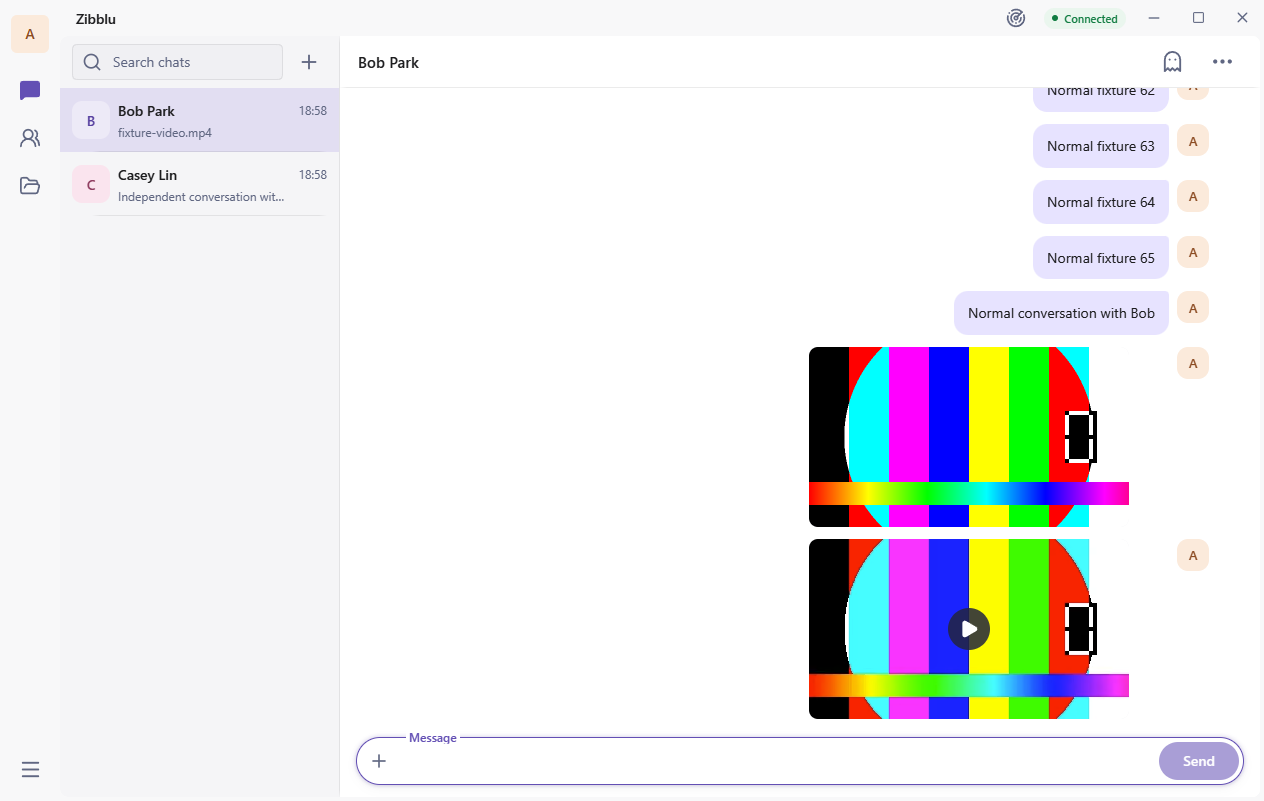 A
Zibblu
Connected
Search chats
Bob Park
B
Bob Park
18:58
fixture-video.mp4
C
Casey Lin
18:58
Independent conversation wit...
Normal fixture 62
A
Normal fixture 63
A
Normal fixture 64
A
Normal fixture 65
A
Normal conversation with Bob
A
A
A
Message
Send